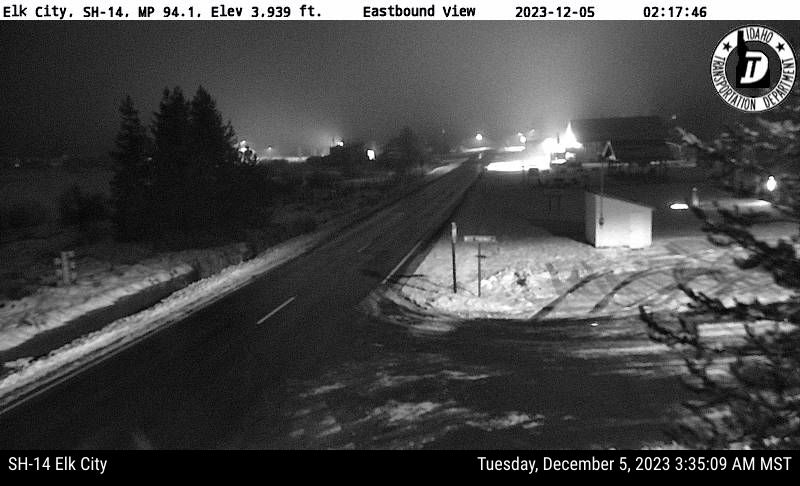 Elk City, SH-14, MP 94.1, Elev 3,939 ft. Eastbound View 2023-12-05 02:17:46
IDAHO
TRANSPORTATION DEPARTMENT
SH-14 Elk City Tuesday, December 5, 2023 3:35:09 AM MST